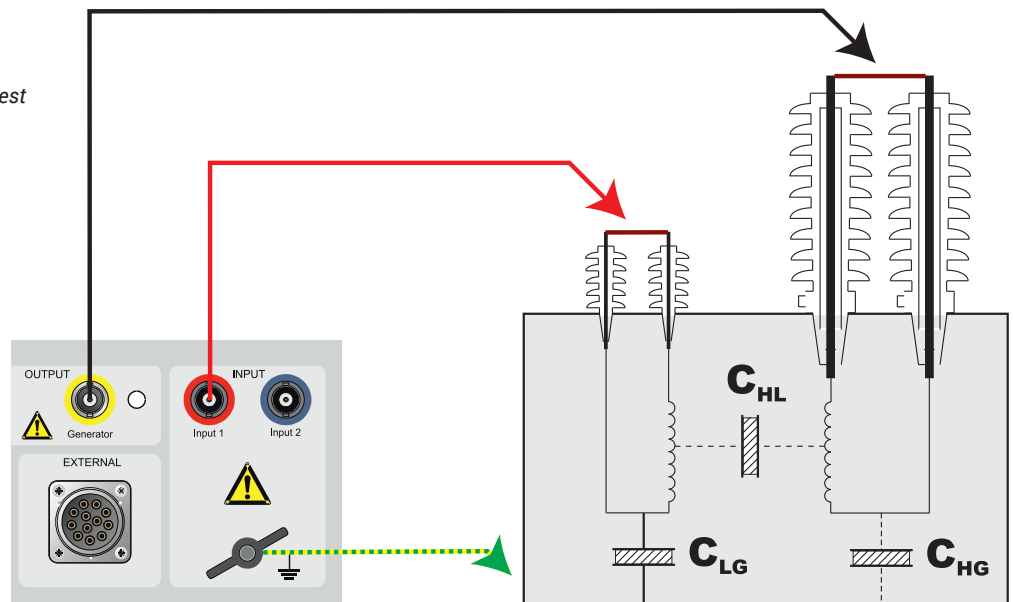 est
OUTPUT
INPUT
Generator
Input 1
Input 2
EXTERNAL
CHL
CLG
CHG